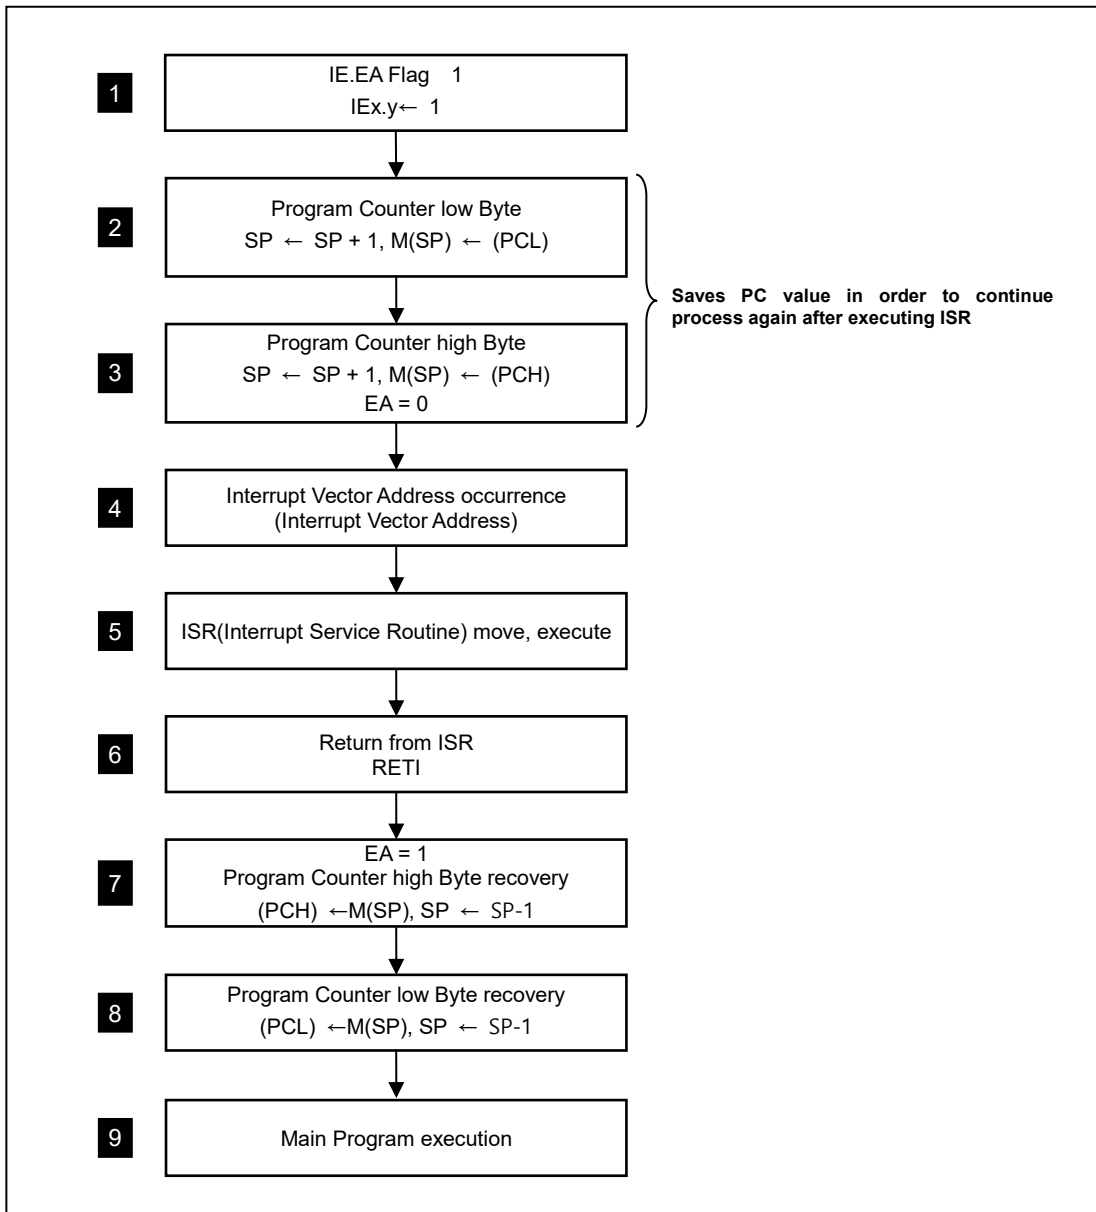 1
IE.EA Flag 1
IEx.y← 1
2
Program Counter low Byte
SP ← SP + 1, M(SP) ← (PCL)
3
Program Counter high Byte
SP ← SP + 1, M(SP) ← (PCH)
EA = 0
Saves PC value in order to continue
process again after executing ISR
4
Interrupt Vector Address occurrence
(Interrupt Vector Address)
5
ISR(Interrupt Service Routine) move, execute
6
Return from ISR
RETI
7
EA = 1
Program Counter high Byte recovery
(PCH) ←M(SP), SP ← SP-1
8
Program Counter low Byte recovery
(PCL) ←M(SP), SP ← SP-1
9
Main Program execution